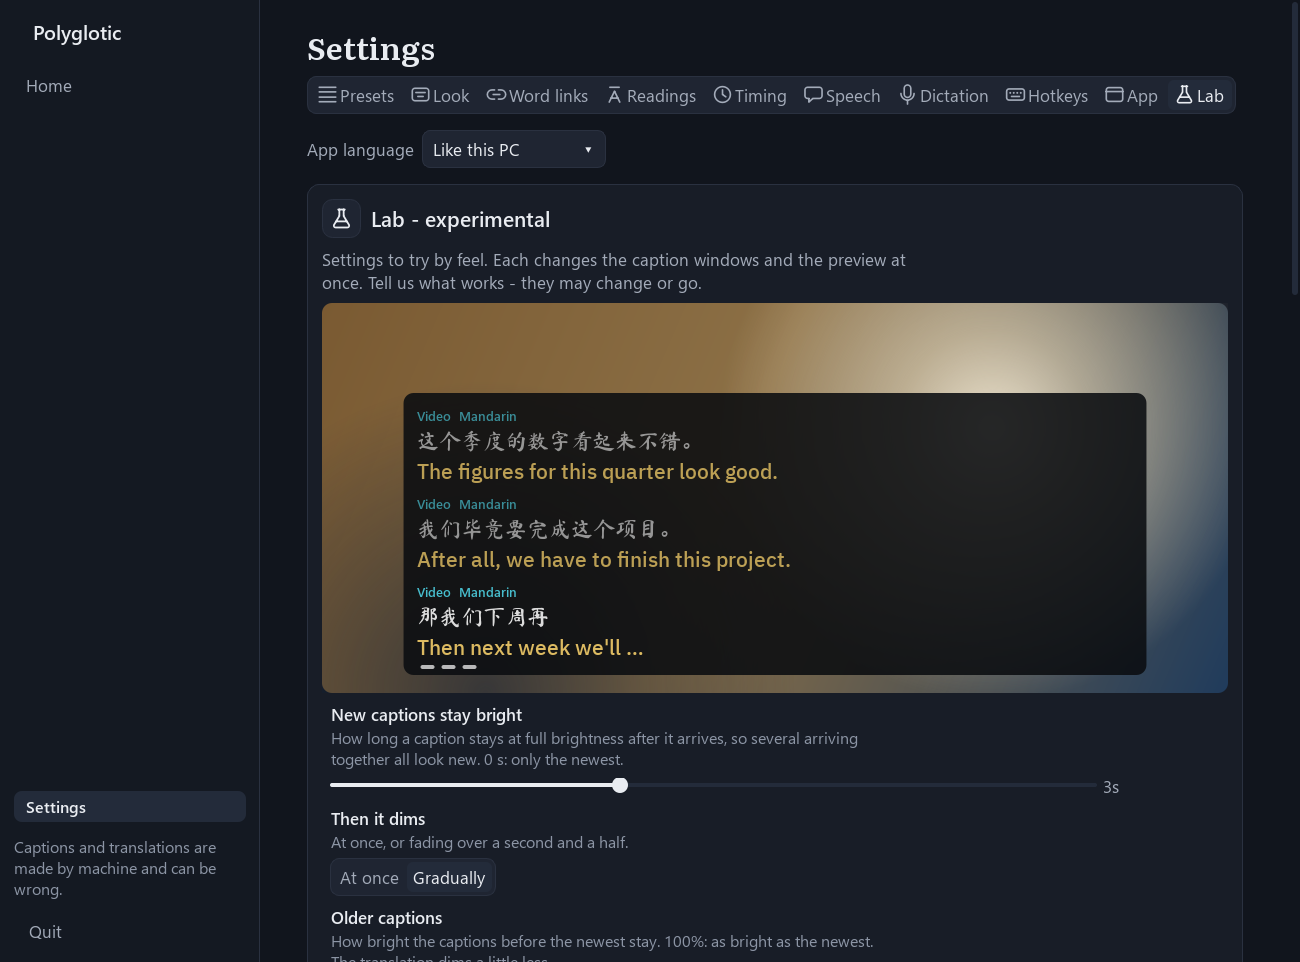 Polyglotic
Home
Settings
Captions and translations are
made by machine and can be
wrong.
Quit
Settings
Presets Look Word links Readings Timing Speech Dictation Hotkeys App Lab
App language Like this PC
Lab - experimental
Settings to try by feel. Each changes the caption windows and the preview at
once. Tell us what works - they may change or go.
Video Mandarin
这个季度的数字看起来不错。
The figures for this quarter look good.
Video Mandarin
我们毕竟要完成这个项目。
After all, we have to finish this project.
Video Mandarin
那我们下周再
Then next week we'll ...
New captions stay bright
How long a caption stays at full brightness after it arrives, so several arriving
together all look new. 0 s: only the newest.
3s
Then it dims
At once, or fading over a second and a half.
At once Gradually
Older captions
How bright the captions before the newest stay. 100%: as bright as the newest.
The translation dims a little less.